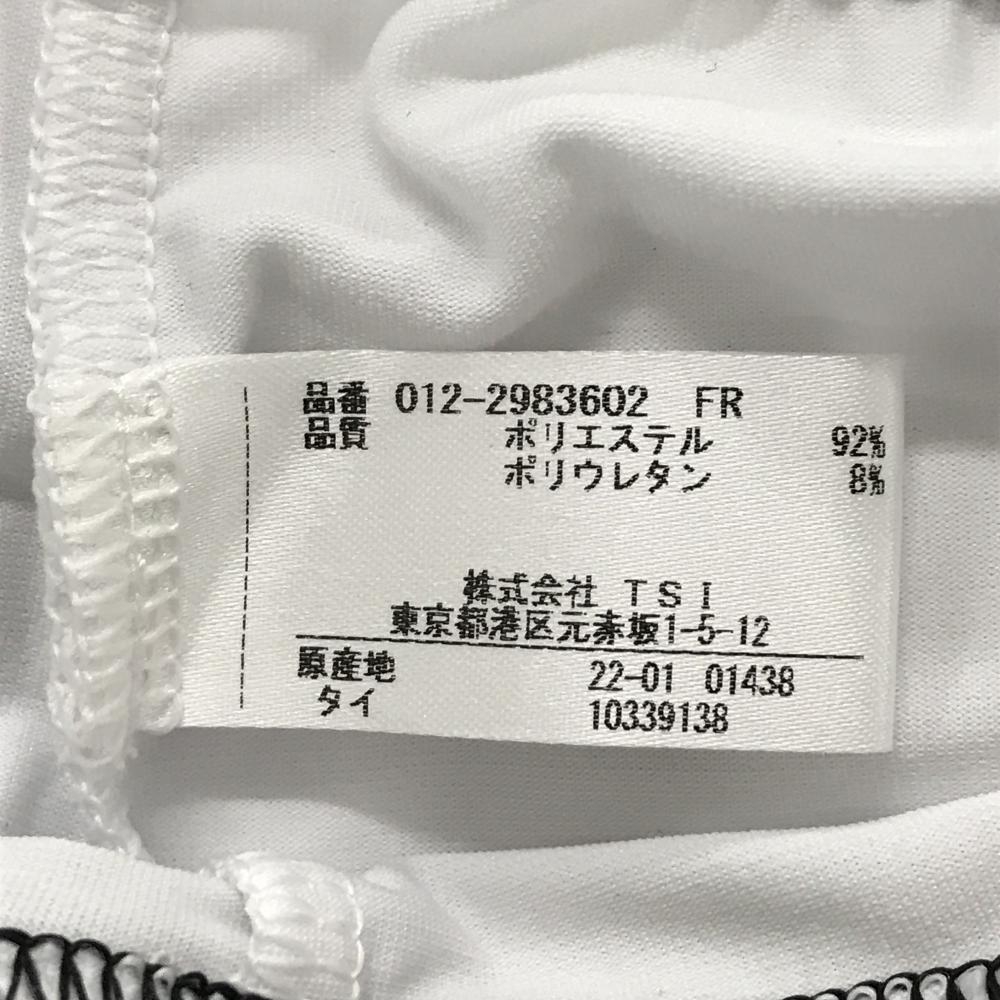 品番 012-2983602 FR
品質 ポリエステル 92%
ポリウレタン 8%
株式会社 TSI
東京都港区元赤坂1-5-12
原産地 22-01 01438
タイ 10339138